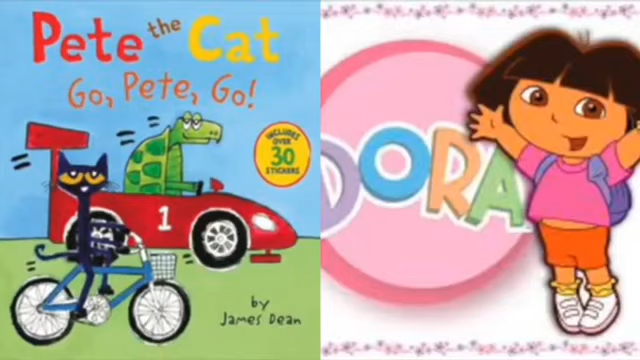 Pete the Cat
Go, Pete, Go!
INCLUDES
OVER
30
STICKERS
1
by
James Dean
DORA